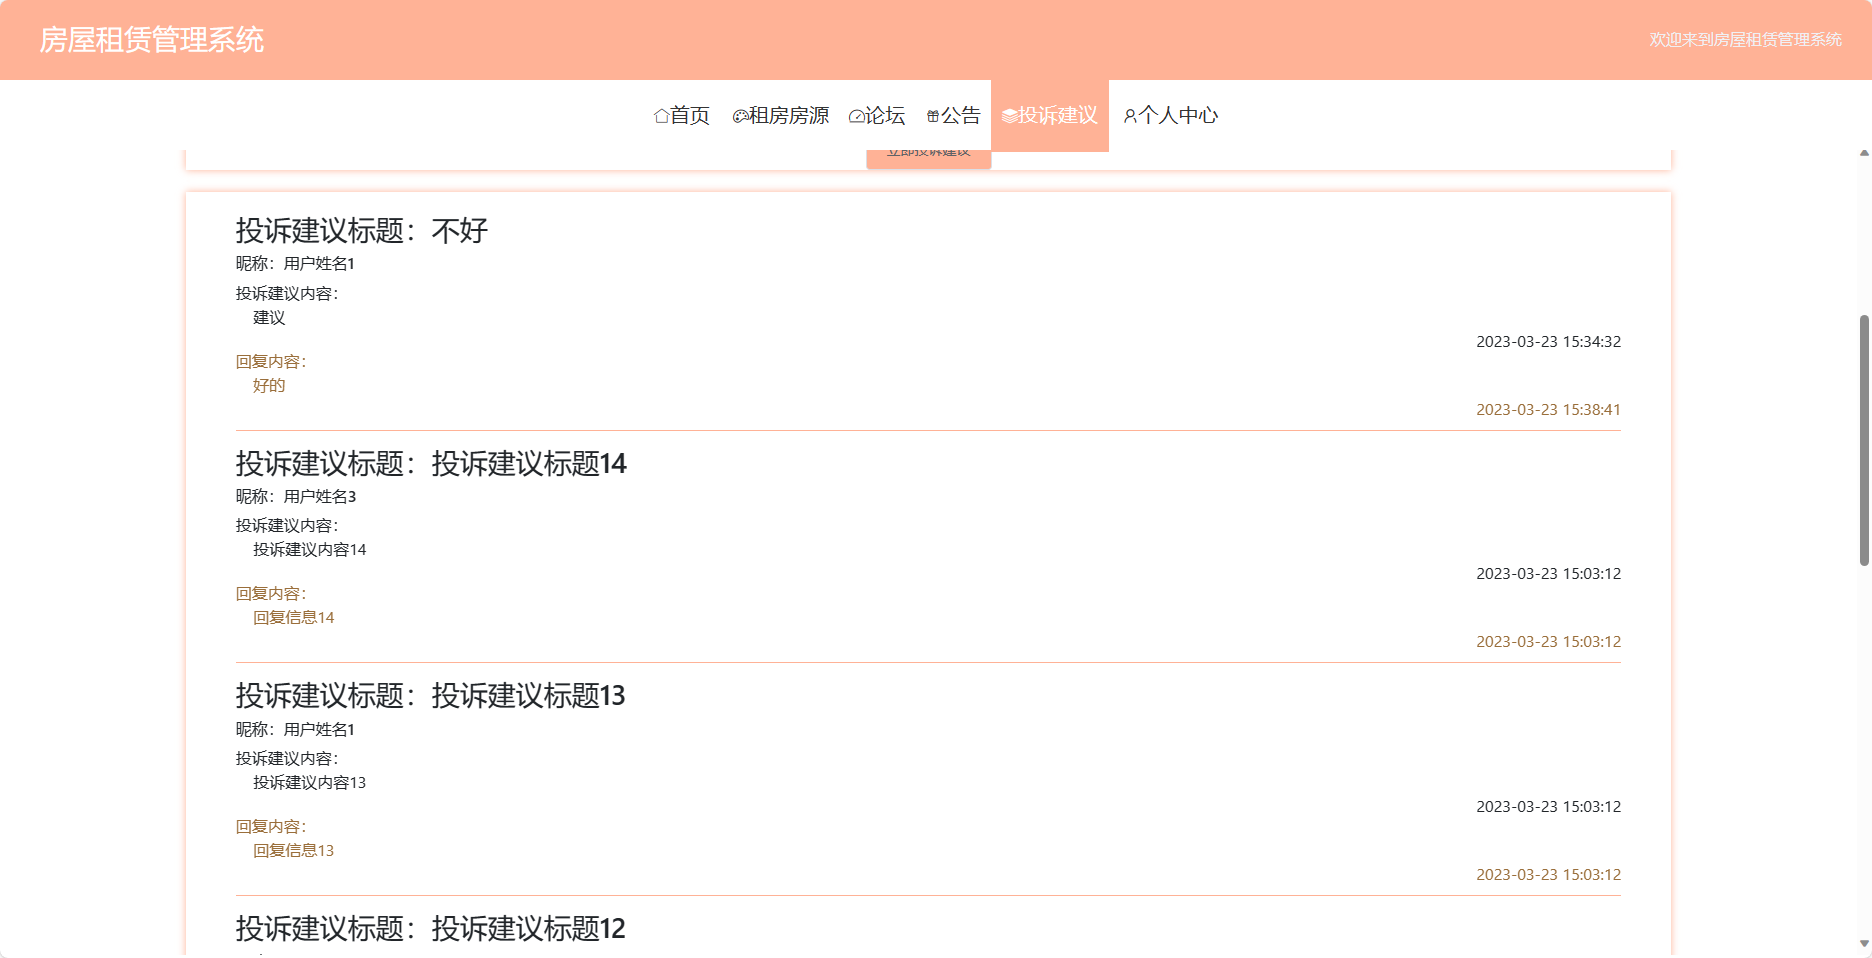 房屋租赁管理系统
欢迎来到房屋租赁管理系统
首页 租房房源 论坛 公告 投诉建议 个人中心
立即投诉建议
投诉建议标题：不好
昵称：用户姓名1
投诉建议内容：
建议
2023-03-23 15:34:32
回复内容：
好的
2023-03-23 15:38:41
投诉建议标题：投诉建议标题14
昵称：用户姓名3
投诉建议内容：
投诉建议内容14
2023-03-23 15:03:12
回复内容：
回复信息14
2023-03-23 15:03:12
投诉建议标题：投诉建议标题13
昵称：用户姓名1
投诉建议内容：
投诉建议内容13
2023-03-23 15:03:12
回复内容：
回复信息13
2023-03-23 15:03:12
投诉建议标题：投诉建议标题12